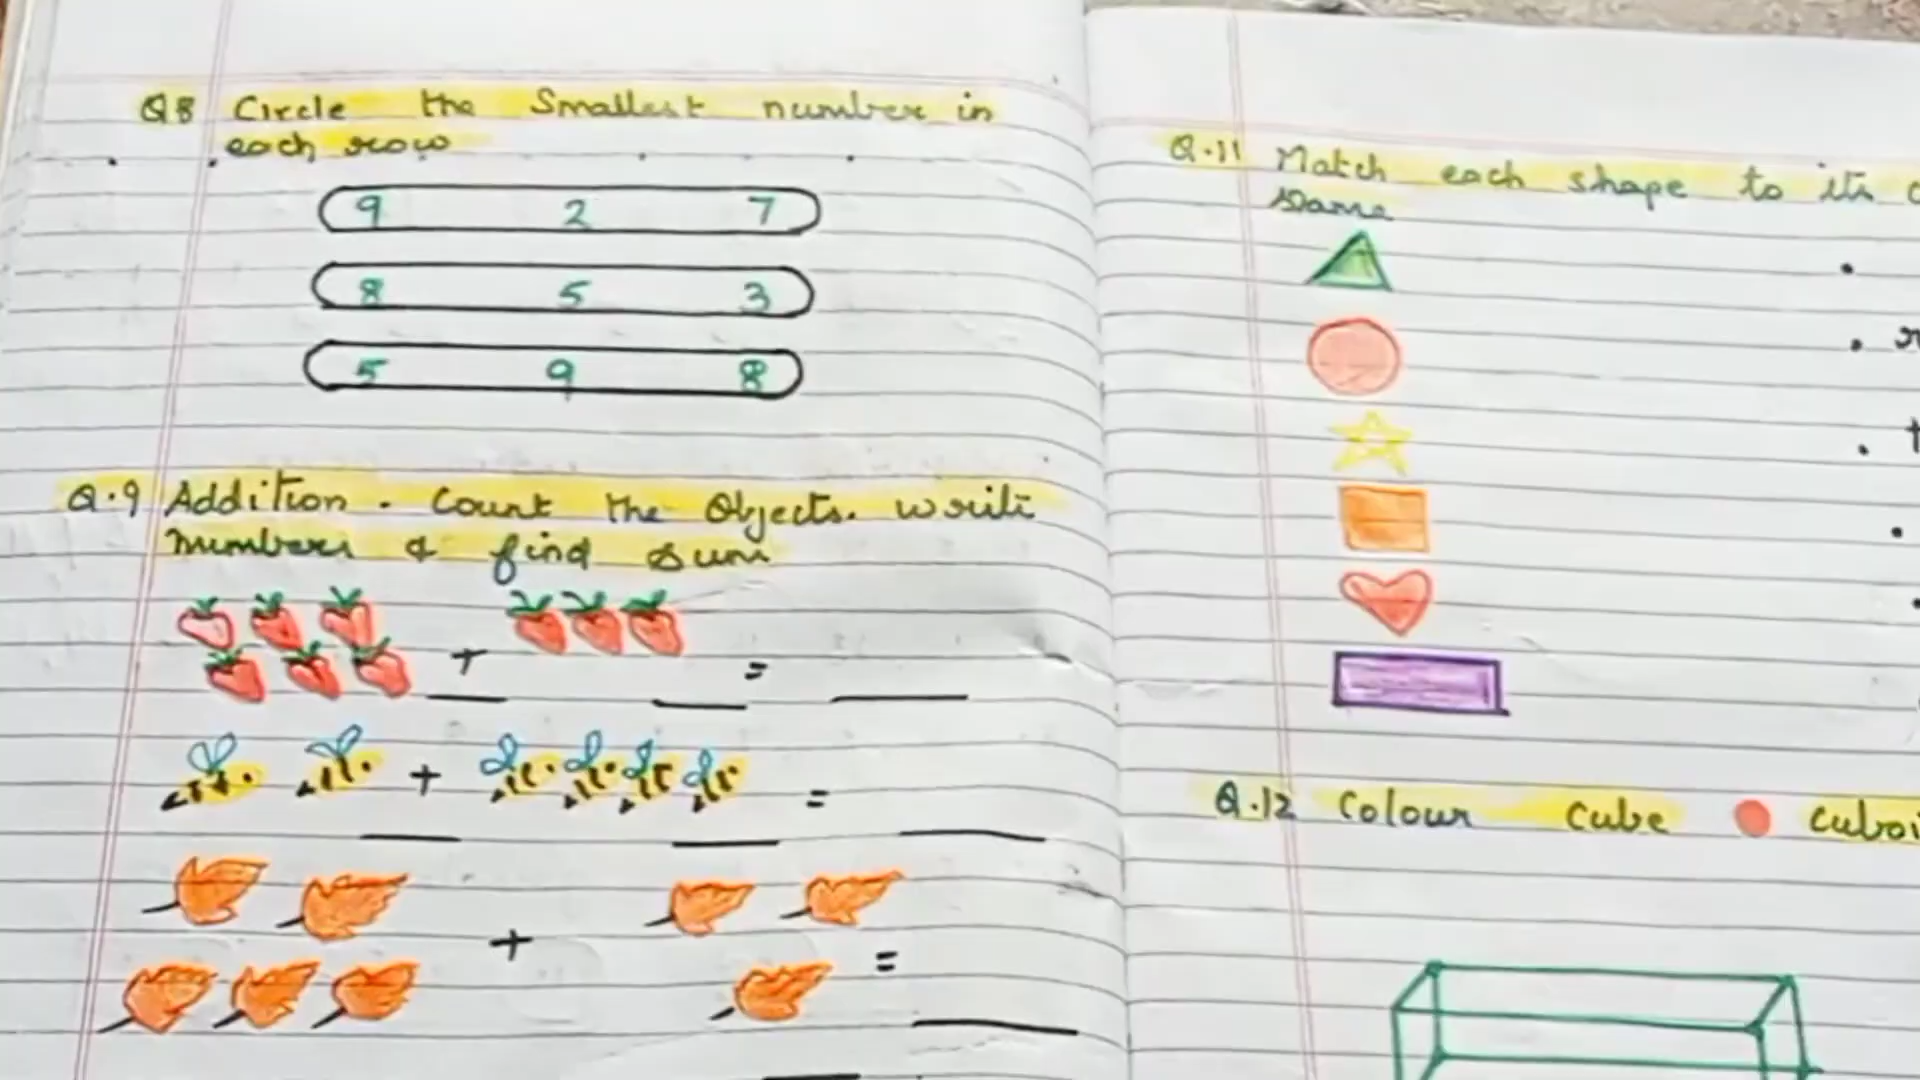 Q8 Circle the Smallest number in
each row
9 2 7
8 5 3
5 9 8
Q.9 Addition. Count the Objects. write
numbers & find sum
+ =
+ =
+ =
Q.11 Match each shape to its
name
Q.12 Colour Cube